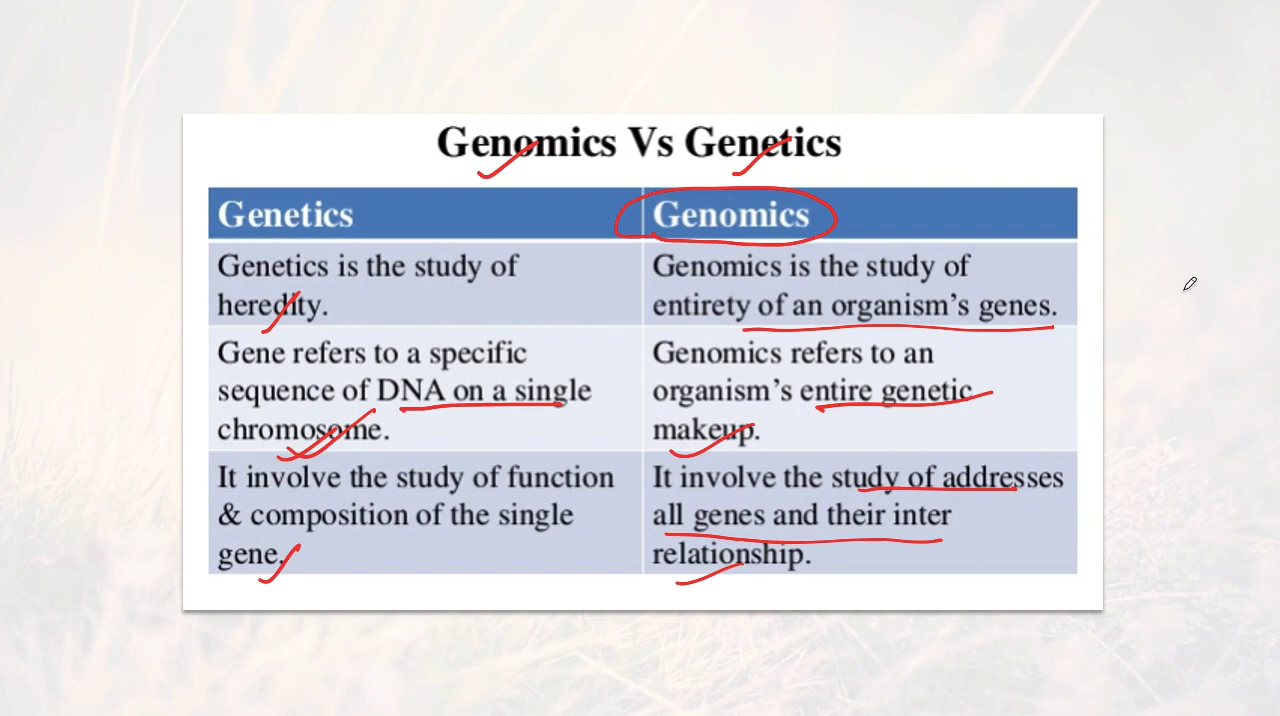 Genomics Vs Genetics
Genetics
Genomics
Genetics is the study of
heredity.
Genomics is the study of
entirety of an organism's genes.
Gene refers to a specific
sequence of DNA on a single
chromosome.
Genomics refers to an
organism's entire genetic
makeup.
It involve the study of function
& composition of the single
gene.
It involve the study of addresses
all genes and their inter
relationship.